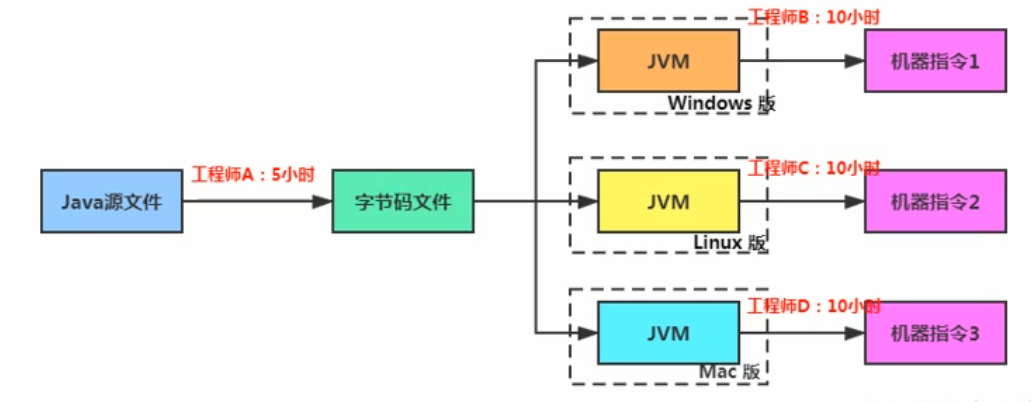 工程师B：10小时
JVM
机器指令1
Windows 版
工程师A：5小时
Java源文件
字节码文件
工程师C：10小时
JVM
机器指令2
Linux 版
工程师D：10小时
JVM
机器指令3
Mac 版